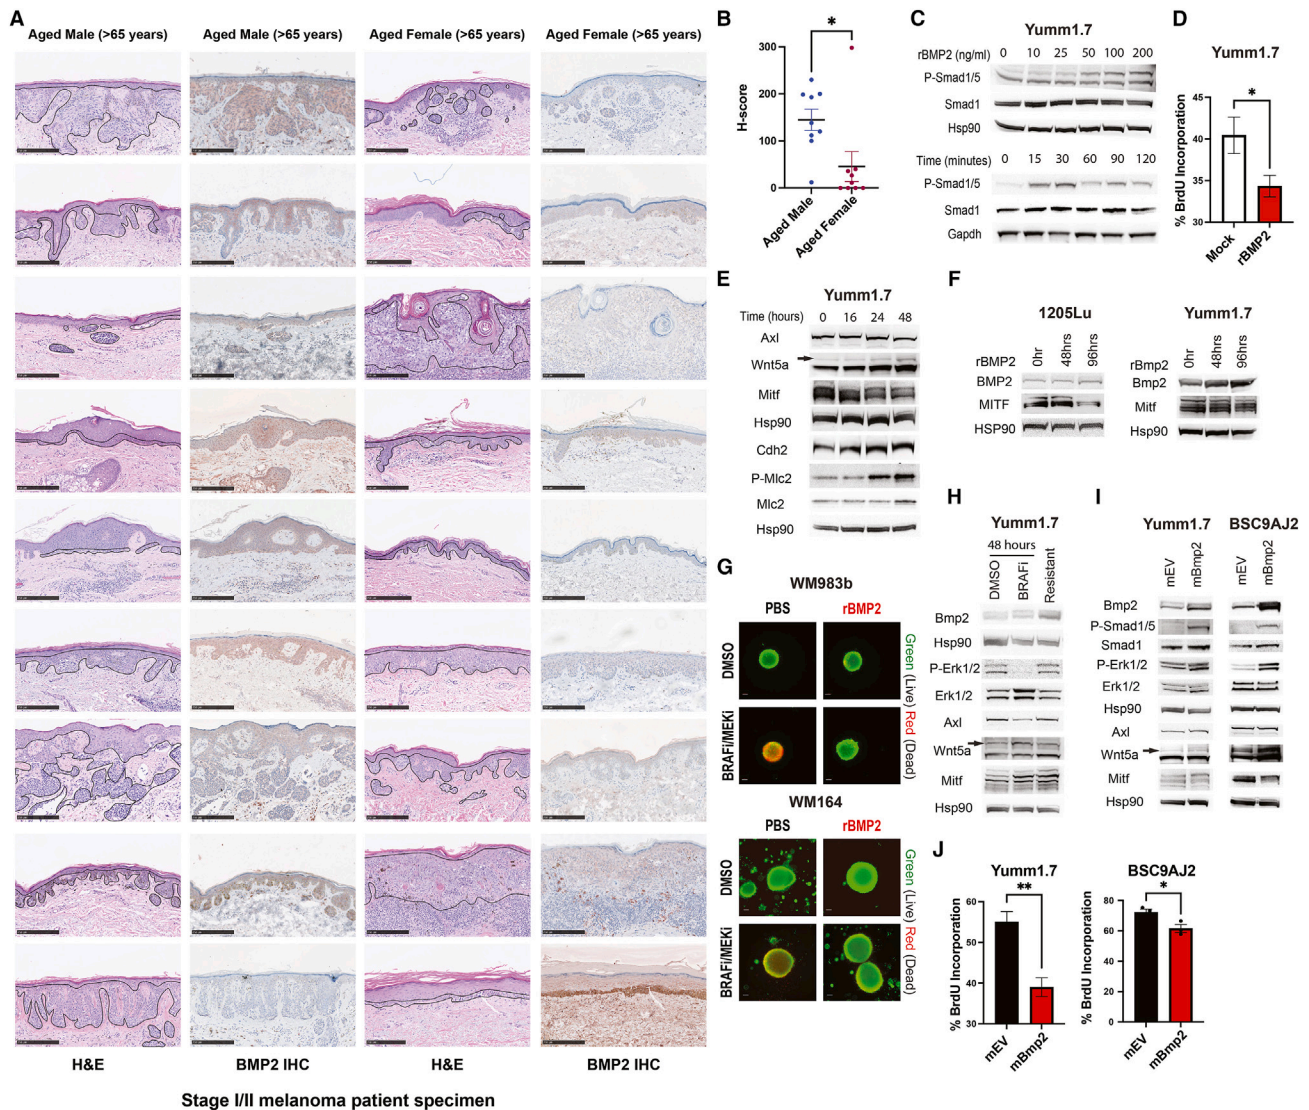 A
Aged Male (>65 years)
Aged Male (>65 years)
Aged Female (>65 years)
Aged Female (>65 years)
H&E
BMP2 IHC
H&E
BMP2 IHC
Stage I/II melanoma patient specimen
B
*
300
200
100
0
H-score
Aged Male
Aged Female
C
Yumm1.7
rBMP2 (ng/ml) 0 10 25 50 100 200
P-Smad1/5
Smad1
Hsp90
Time (minutes) 0 15 30 60 90 120
P-Smad1/5
Smad1
Gapdh
D
Yumm1.7
*
45
40
35
30
% BrdU Incorporation
Mock
rBMP2
E
Yumm1.7
Time (hours) 0 16 24 48
Axl
Wnt5a
Mitf
Hsp90
Cdh2
P-Mlc2
Mlc2
Hsp90
F
1205Lu
rBMP2 0hr 48hrs 96hrs
BMP2
MITF
HSP90
Yumm1.7
rBmp2 0hr 48hrs 96hrs
Bmp2
Mitf
Hsp90
G
WM983b
PBS rBMP2
DMSO
BRAFi/MEKi
Green (Live) Red (Dead)
WM164
PBS rBMP2
DMSO
BRAFi/MEKi
Green (Live) Red (Dead)
H
Yumm1.7
48 hours
DMSO BRAFi Resistant
Bmp2
Hsp90
P-Erk1/2
Erk1/2
Axl
Wnt5a
Mitf
Hsp90
I
Yumm1.7 BSC9AJ2
mEV mBmp2 mEV mBmp2
Bmp2
P-Smad1/5
Smad1
P-Erk1/2
Erk1/2
Hsp90
Axl
Wnt5a
Mitf
Hsp90
J
Yumm1.7
**
60
50
40
30
% BrdU Incorporation
mEV
mBmp2
BSC9AJ2
*
80
60
40
20
0
% BrdU Incorporation
mEV
mBmp2